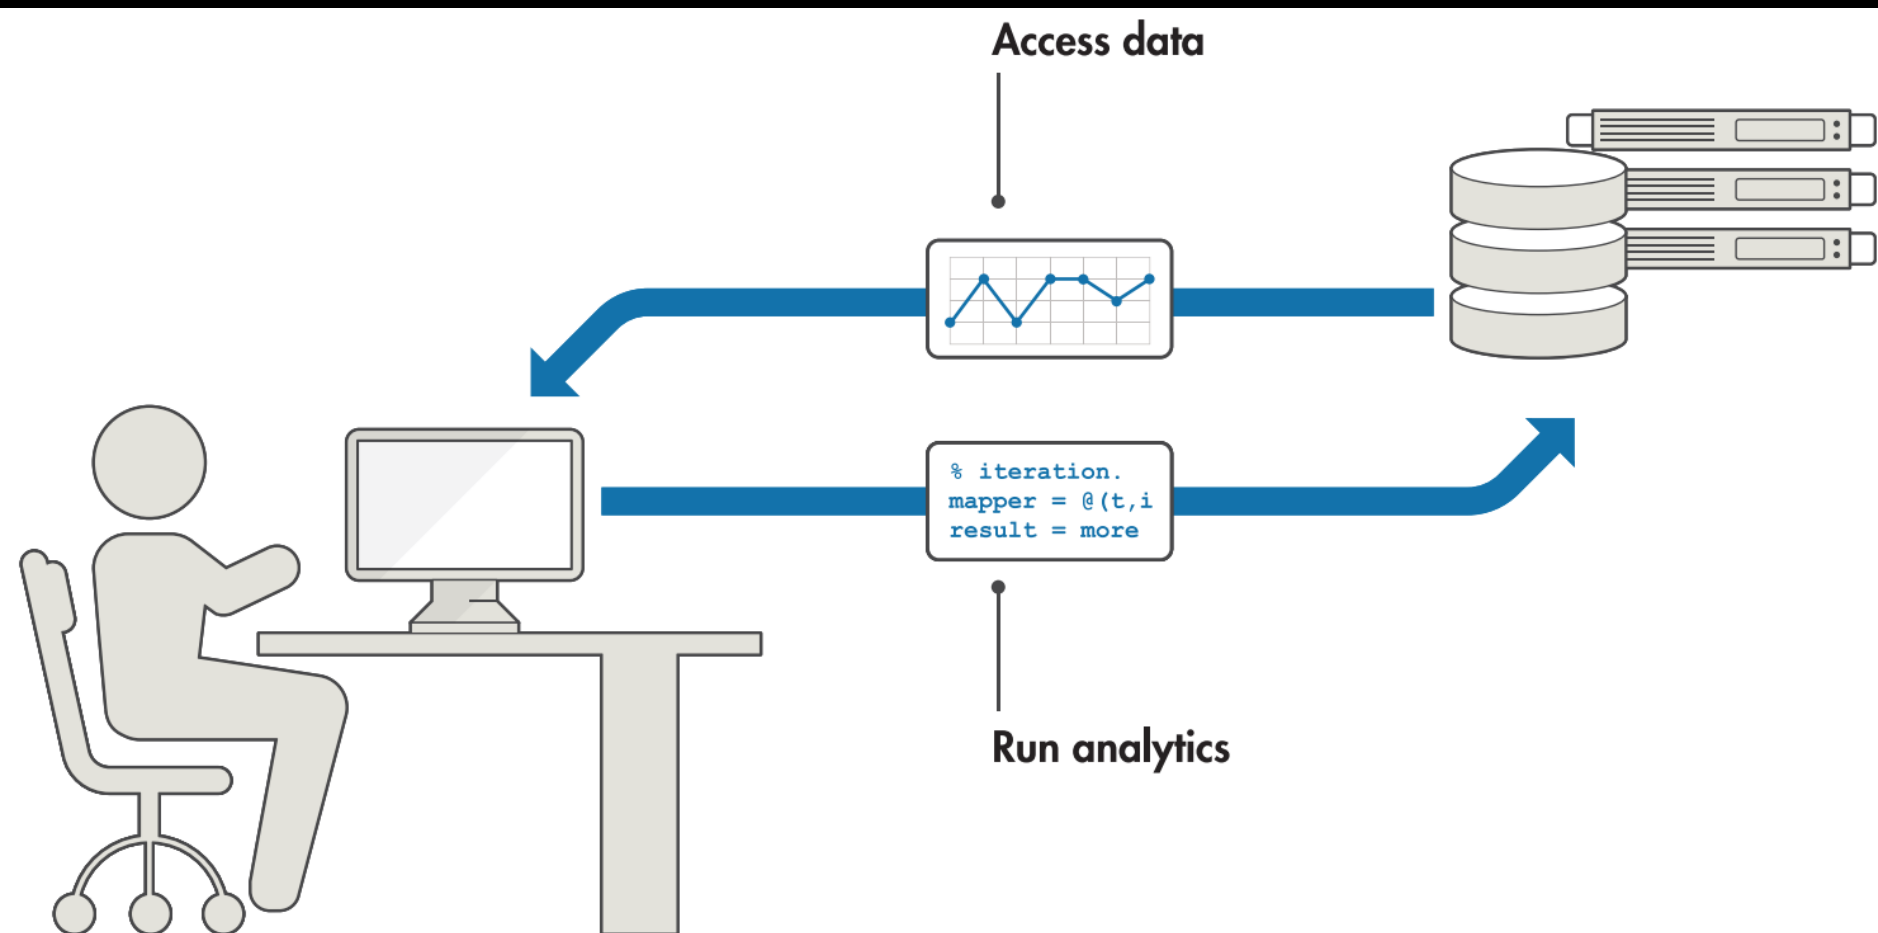 Access data
% iteration.
mapper = @(t,i
result = more
Run analytics